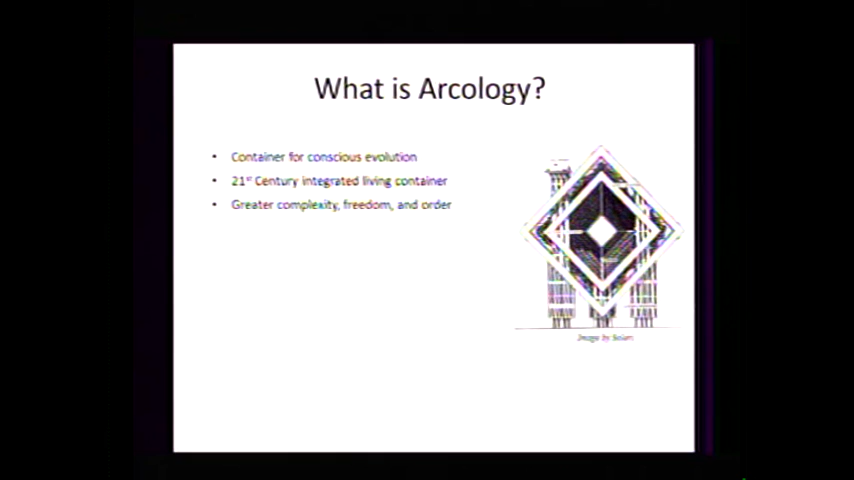 What is Arcology?
• Container for conscious evolution
• 21st Century integrated living container
• Greater complexity, freedom, and order
Image by Soleri